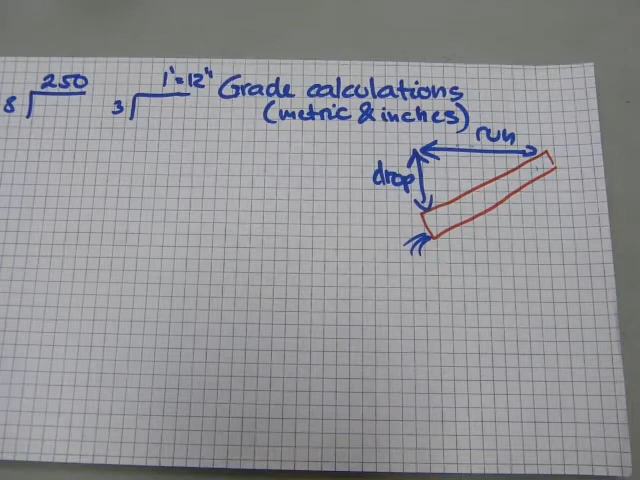 250
8
1'=12"
3
Grade calculations
(metric & inches)
run
drop